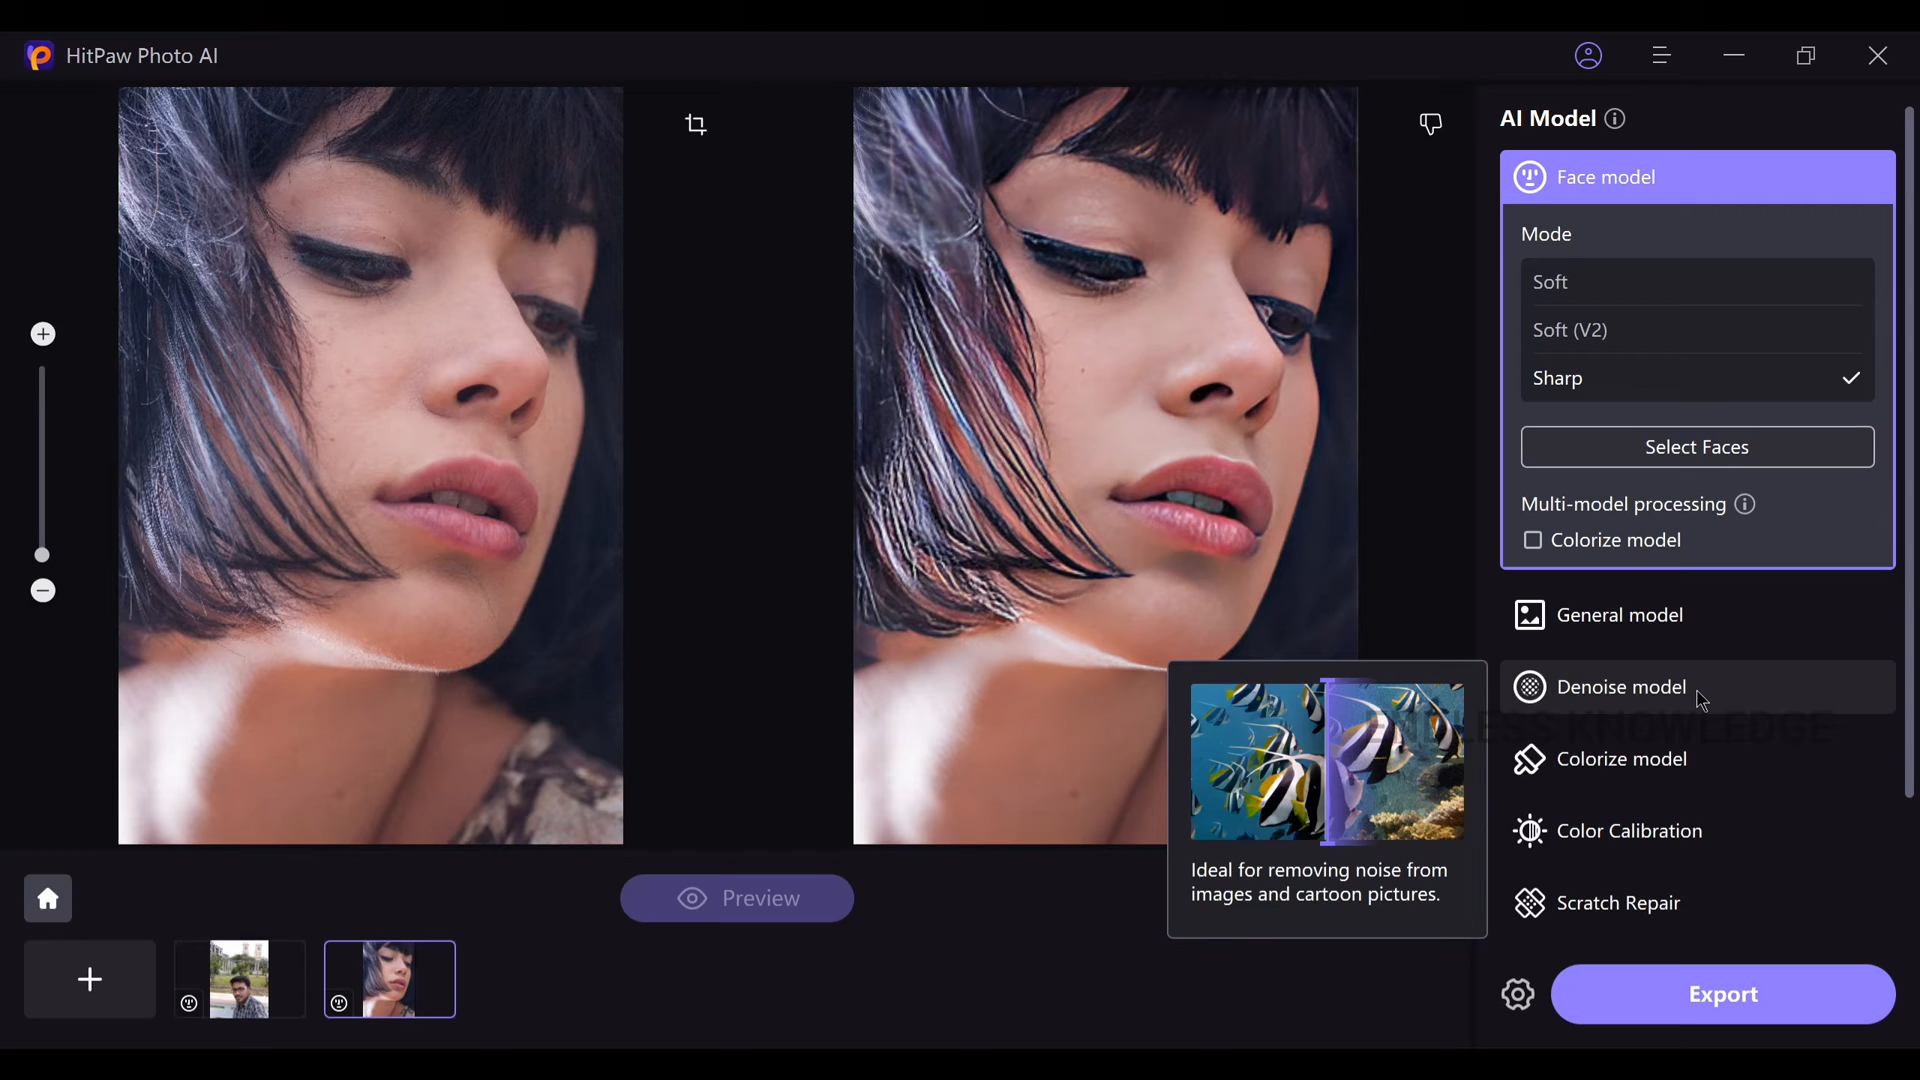 HitPaw Photo AI
AI Model
Face model
Mode
Soft
Soft (V2)
Sharp
Select Faces
Multi-model processing
Colorize model
General model
Denoise model
ENDLESS KNOWLEDGE
Colorize model
Color Calibration
Scratch Repair
Ideal for removing noise from
images and cartoon pictures.
Preview
Export